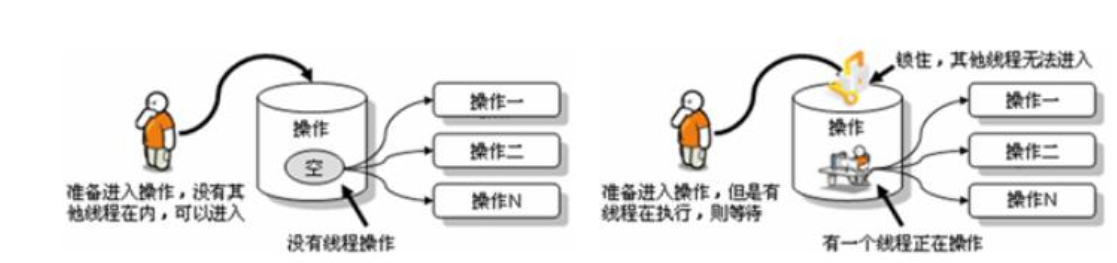 操作
空
操作一
操作二
操作N
准备进入操作，没有其
他线程在内，可以进入
没有线程操作
锁住，其他线程无法进入
操作
操作一
操作二
操作N
准备进入操作，但是有
线程在执行，则等待
有一个线程正在操作